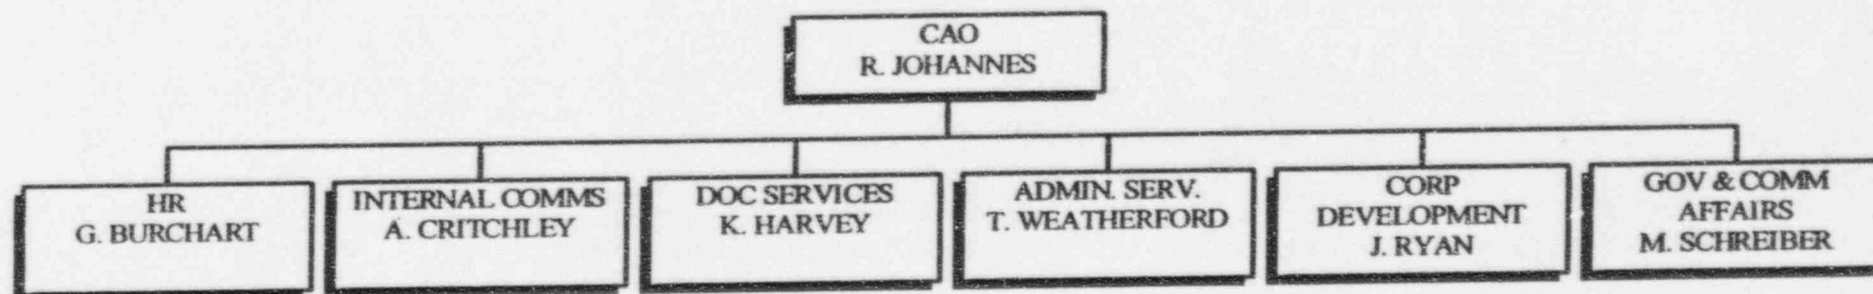 CAO
R. JOHANNES
HR
G. BURCHART
INTERNAL COMMS
A. CRITCHLEY
DOC SERVICES
K. HARVEY
ADMIN. SERV.
T. WEATHERFORD
CORP
DEVELOPMENT
J. RYAN
GOV & COMM
AFFAIRS
M. SCHREIBER